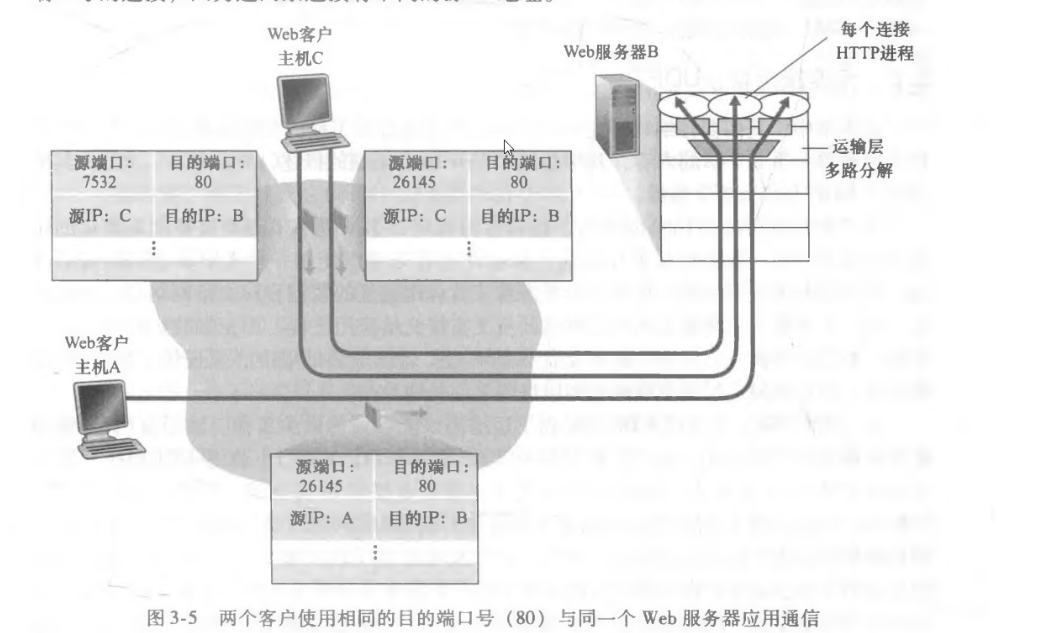 Web客户
主机C
Web服务器B
每个连接
HTTP进程
运输层
多路分解
源端口:
7532
目的端口:
80
源IP: C
目的IP: B
⋮
源端口:
26145
目的端口:
80
源IP: C
目的IP: B
⋮
Web客户
主机A
源端口:
26145
目的端口:
80
源IP: A
目的IP: B
⋮
图 3-5 两个客户使用相同的目的端口号（80）与同一个 Web 服务器应用通信